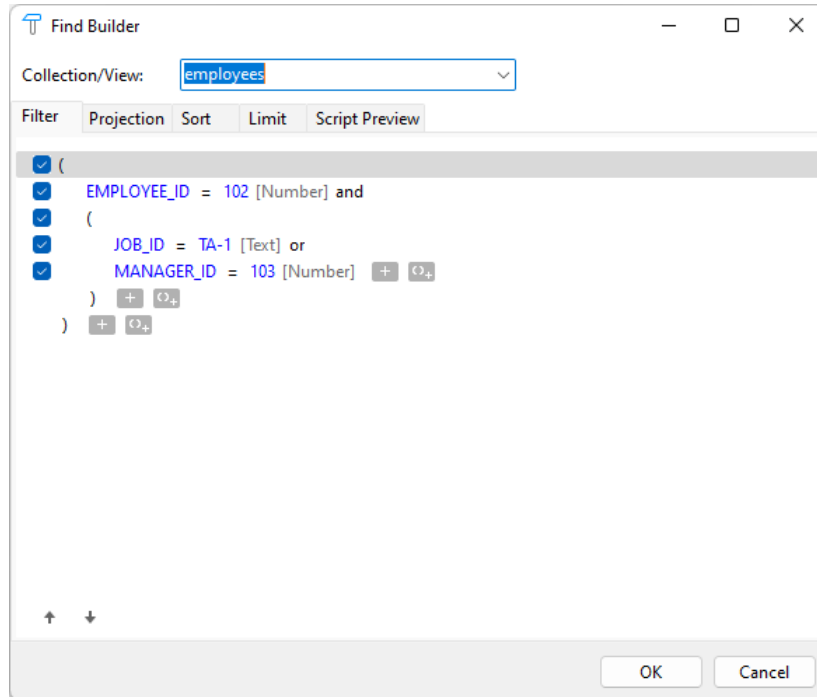 Find Builder
Collection/View: employees
Filter Projection Sort Limit Script Preview
(
EMPLOYEE_ID = 102 [Number] and
(
JOB_ID = TA-1 [Text] or
MANAGER_ID = 103 [Number]
)
)
OK Cancel